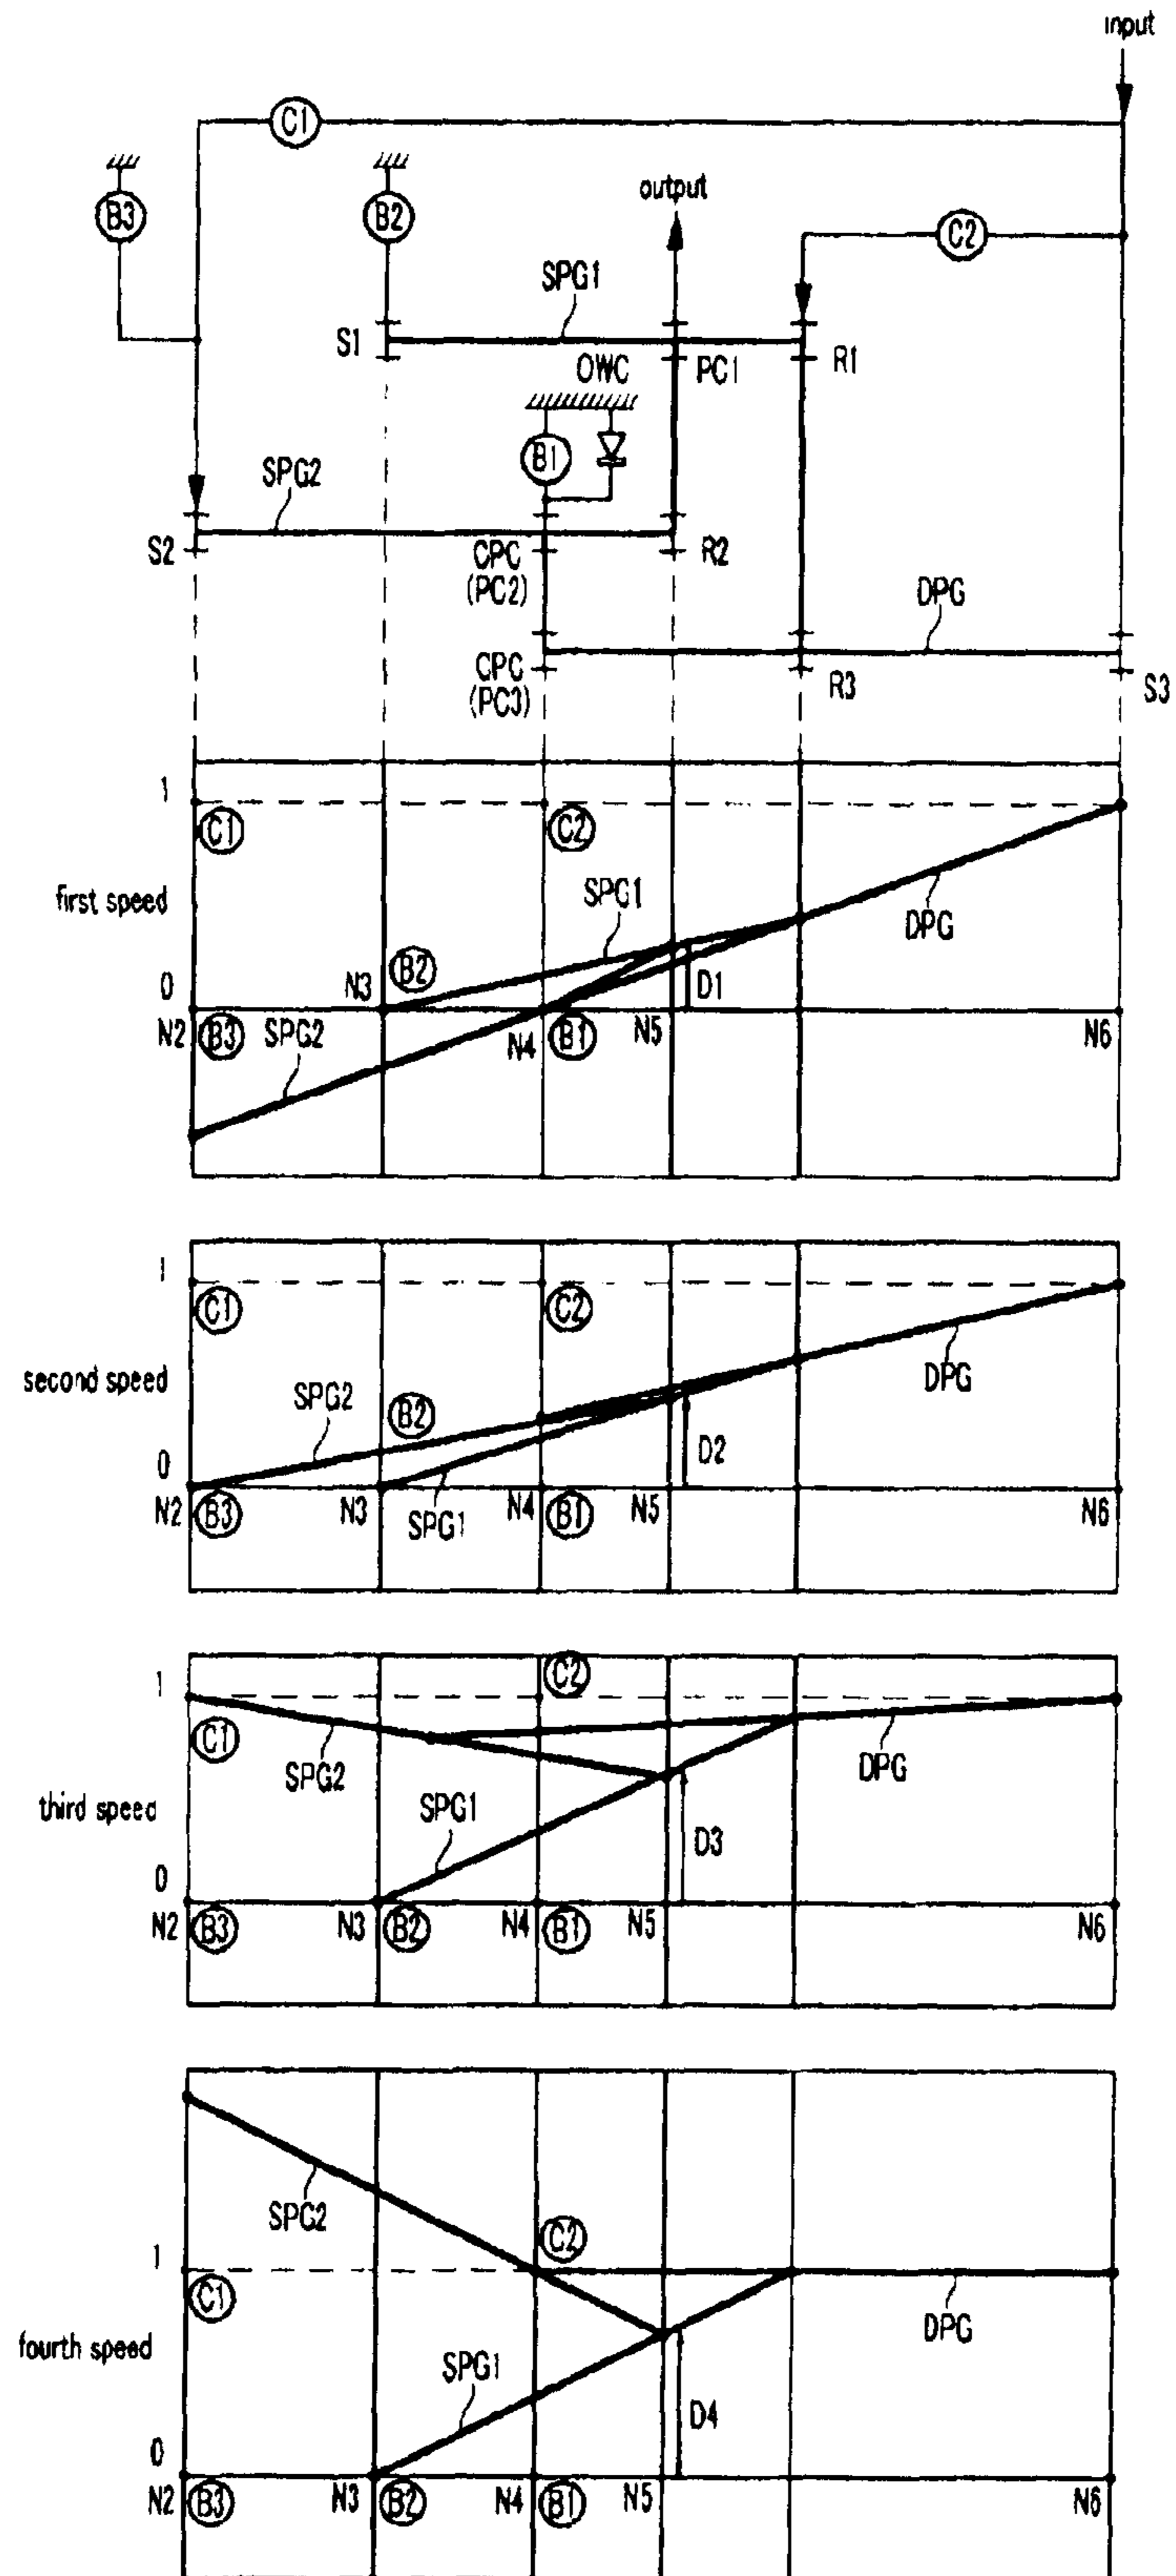 input
C1
B3
B2
output
C2
SPG1
S1
OWC
PC1
R1
B1
SPG2
S2
CPC
(PC2)
R2
DPG
CPC
(PC3)
R3
S3
1
C1
C2
first speed
SPG1
DPG
B2
0
N3
D1
N2
B3
SPG2
N4
B1
N5
N6
1
C1
C2
second speed
SPG2
B2
DPG
0
D2
N2
B3
N3
SPG1
N4
B1
N5
N6
1
C2
C1
SPG2
DPG
third speed
SPG1
D3
0
N2
B3
N3
B2
N4
B1
N5
N6
SPG2
C2
1
C1
DPG
fourth speed
SPG1
D4
0
N2
B3
N3
B2
N4
B1
N5
N6